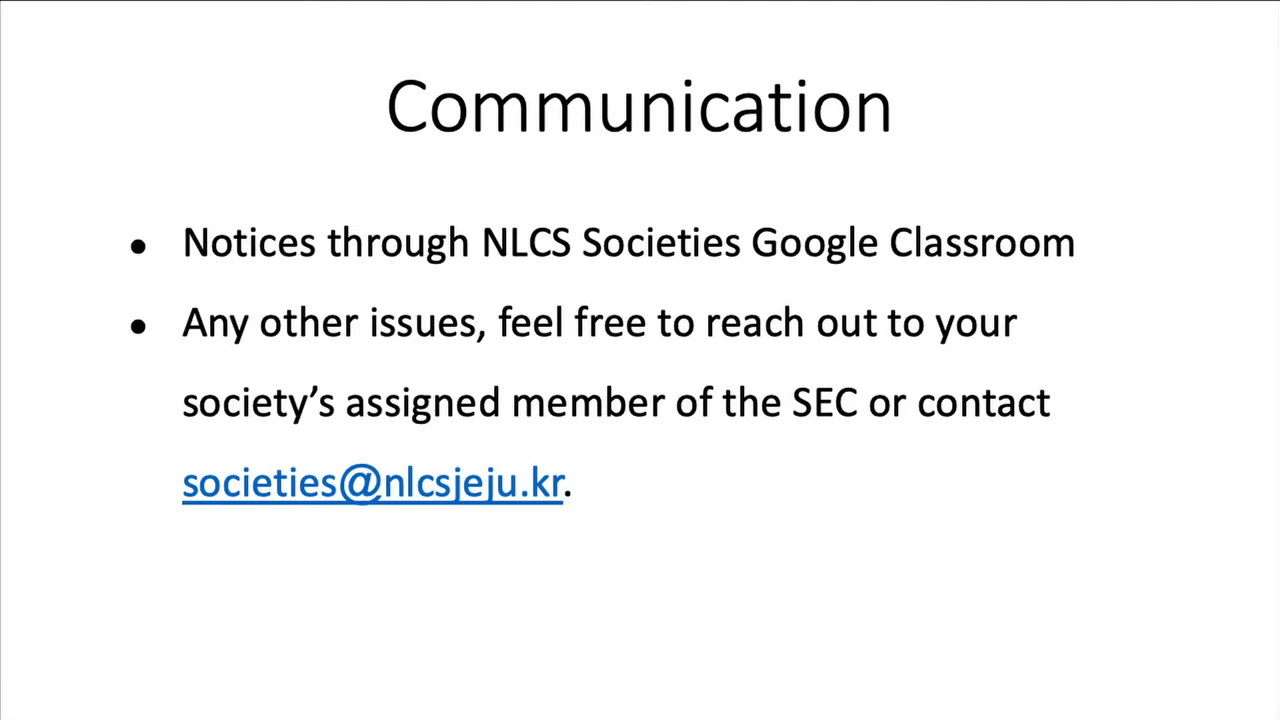 Communication
• Notices through NLCS Societies Google Classroom
• Any other issues, feel free to reach out to your
society’s assigned member of the SEC or contact
societies@nlcsjeju.kr.